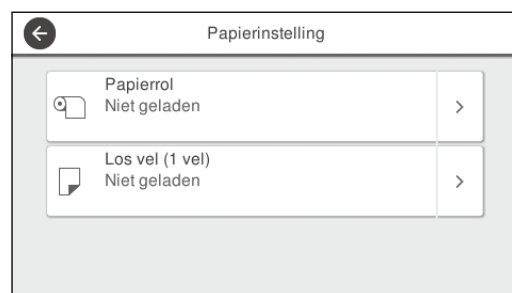 Papierinstelling
Papierrol
Niet geladen
Los vel (1 vel)
Niet geladen